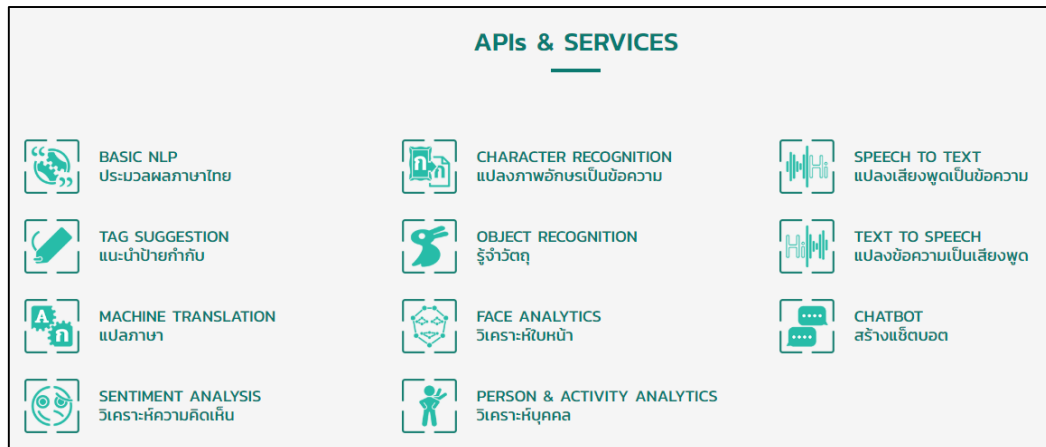 APIs & SERVICES
BASIC NLP
ประมวลผลภาษาไทย
TAG SUGGESTION
แนะนำป้ายกำกับ
MACHINE TRANSLATION
แปลภาษา
SENTIMENT ANALYSIS
วิเคราะห์ความคิดเห็น
CHARACTER RECOGNITION
แปลงภาพอักษรเป็นข้อความ
OBJECT RECOGNITION
รู้จำวัตถุ
FACE ANALYTICS
วิเคราะห์ใบหน้า
PERSON & ACTIVITY ANALYTICS
วิเคราะห์บุคคล
SPEECH TO TEXT
แปลงเสียงพูดเป็นข้อความ
TEXT TO SPEECH
แปลงข้อความเป็นเสียงพูด
CHATBOT
สร้างแช็ตบอต